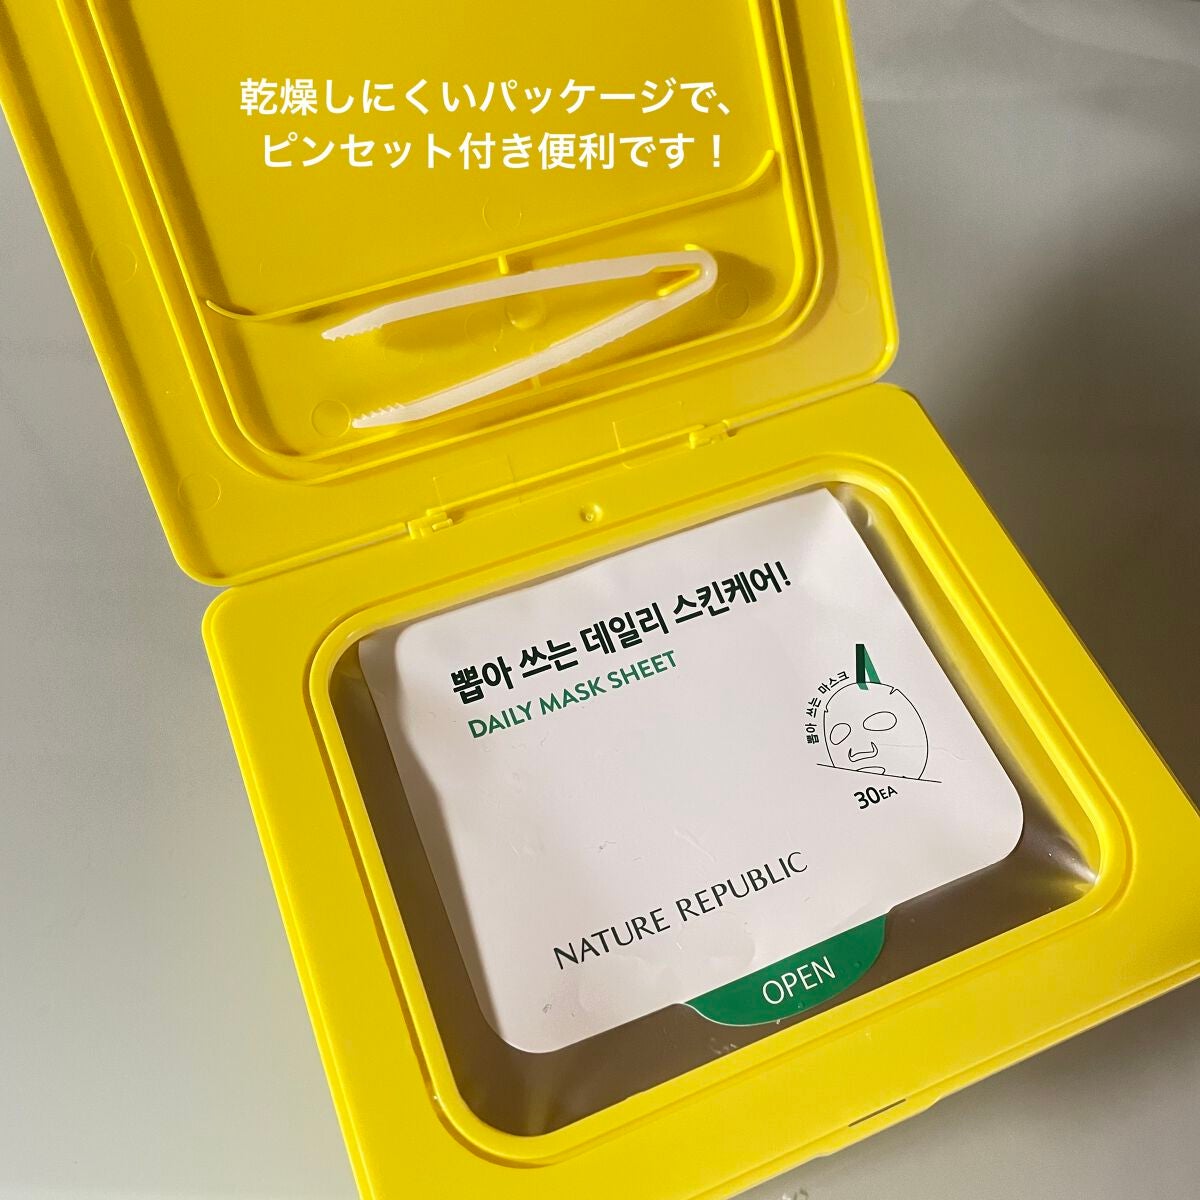 乾燥しにくいパッケージで、
ピンセット付き便利です！
뽑아 쓰는 데일리 스킨케어!
DAILY MASK SHEET
뽑아 쓰는 마스크
30EA
NATURE REPUBLIC
OPEN